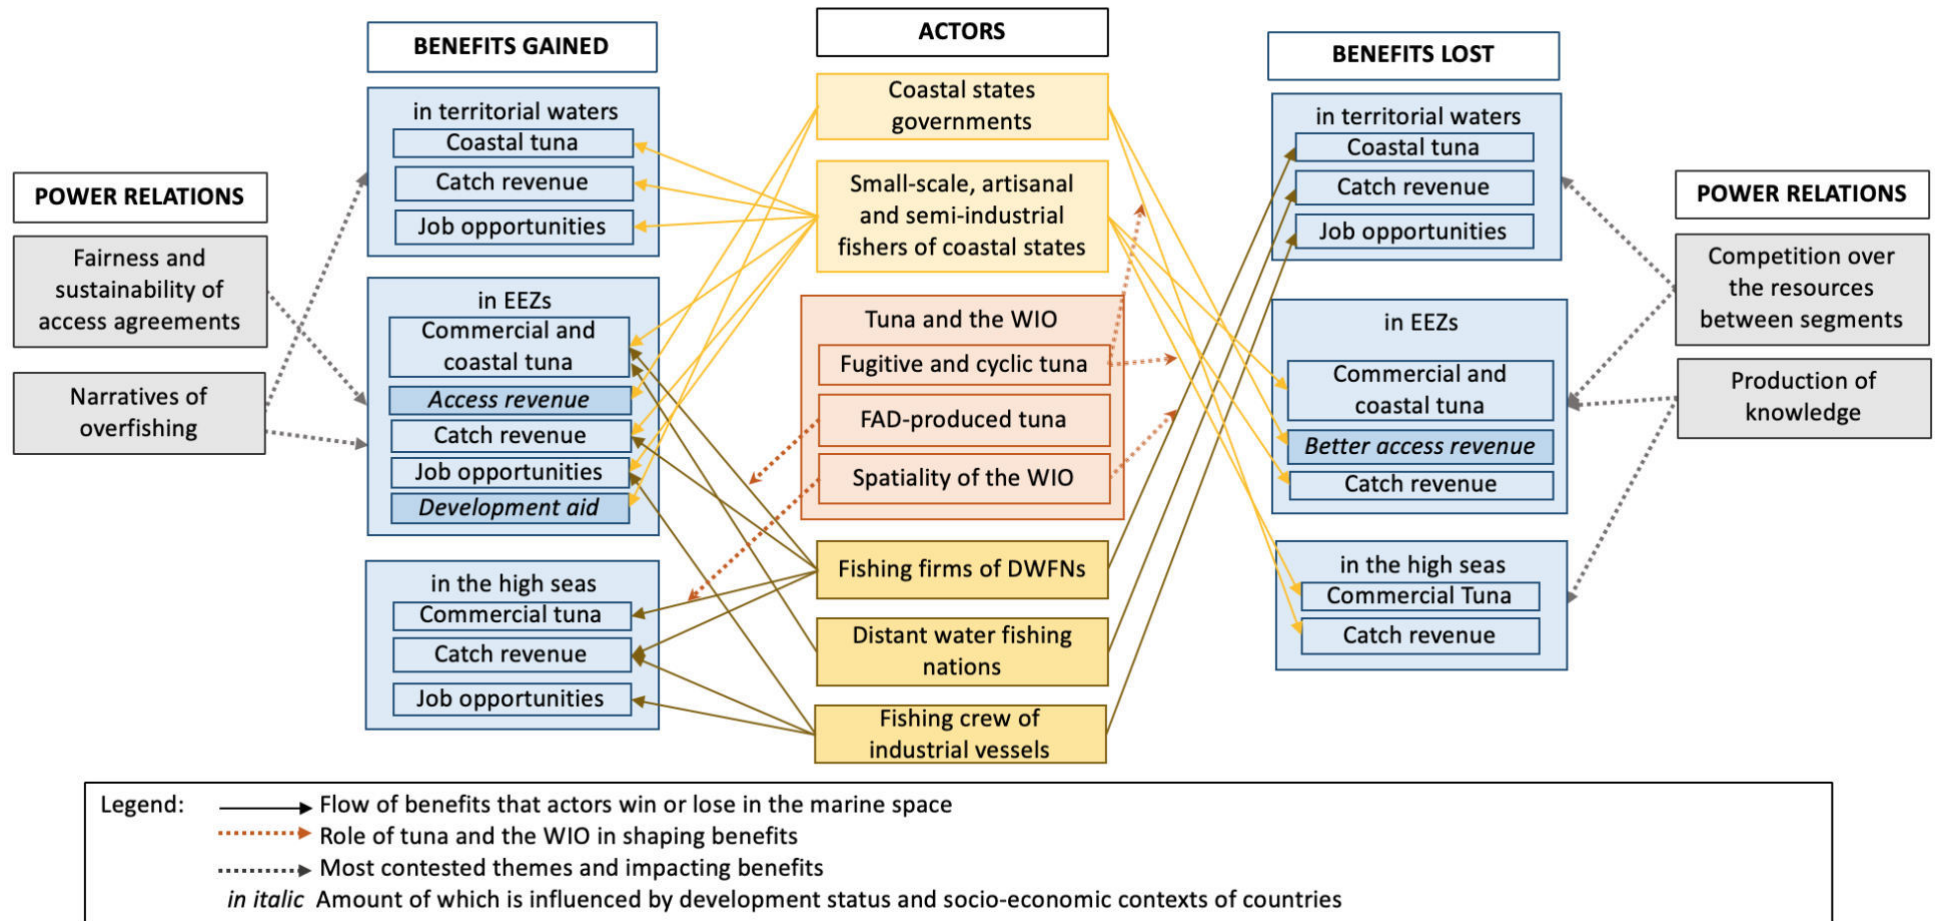 POWER RELATIONS
Fairness and
sustainability of
access agreements
Narratives of
overfishing
BENEFITS GAINED
in territorial waters
Coastal tuna
Catch revenue
Job opportunities
in EEZs
Commercial and
coastal tuna
Access revenue
Catch revenue
Job opportunities
Development aid
in the high seas
Commercial tuna
Catch revenue
Job opportunities
ACTORS
Coastal states
governments
Small-scale, artisanal
and semi-industrial
fishers of coastal states
Tuna and the WIO
Fugitive and cyclic tuna
FAD-produced tuna
Spatiality of the WIO
Fishing firms of DWFNs
Distant water fishing
nations
Fishing crew of
industrial vessels
BENEFITS LOST
in territorial waters
Coastal tuna
Catch revenue
Job opportunities
in EEZs
Commercial and
coastal tuna
Better access revenue
Catch revenue
in the high seas
Commercial Tuna
Catch revenue
POWER RELATIONS
Competition over
the resources
between segments
Production of
knowledge
Legend: Flow of benefits that actors win or lose in the marine space
Role of tuna and the WIO in shaping benefits
Most contested themes and impacting benefits
in italic Amount of which is influenced by development status and socio-economic contexts of countries